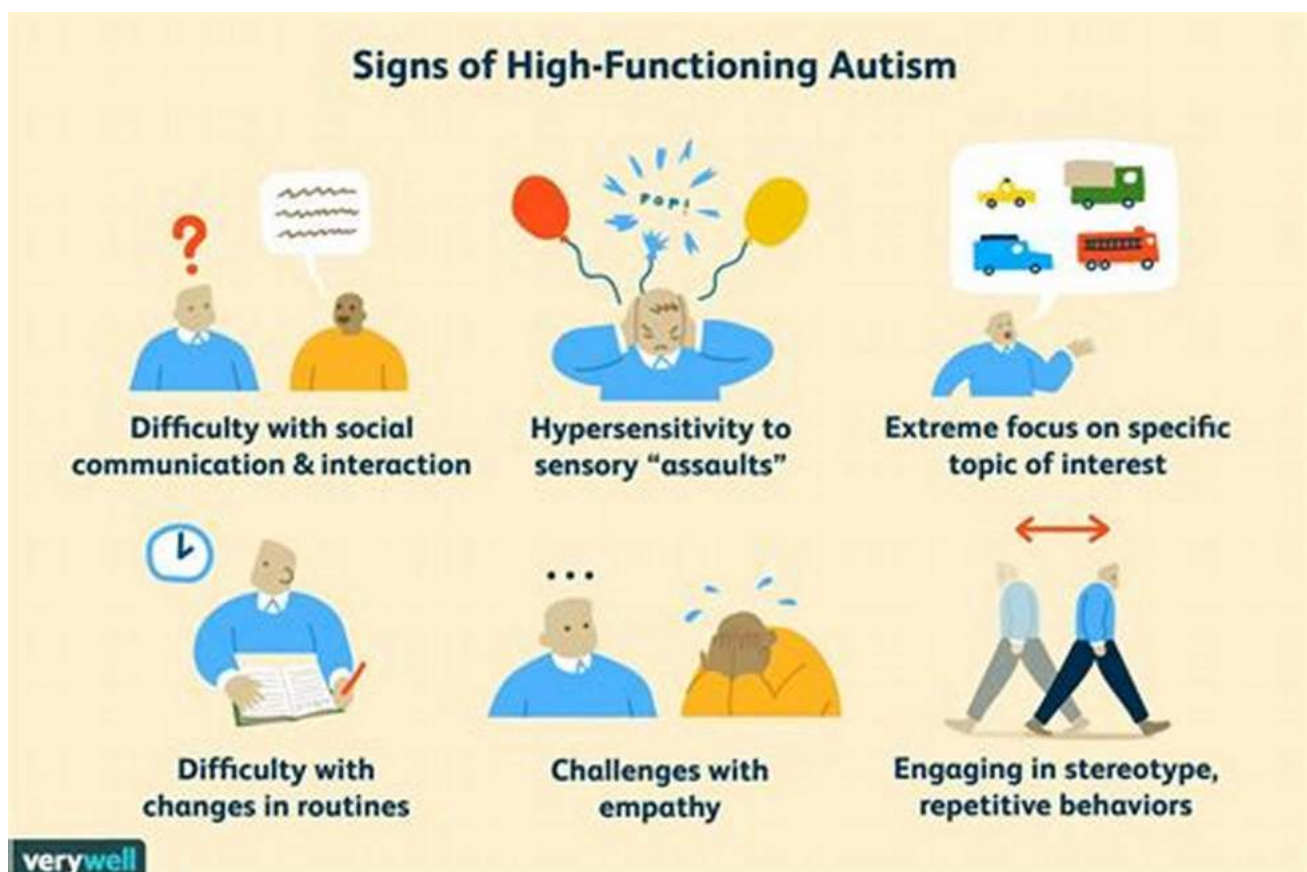 Signs of High-Functioning Autism
?
POP!
Difficulty with social
communication & interaction
Hypersensitivity to
sensory “assaults”
Extreme focus on specific
topic of interest
...
Difficulty with
changes in routines
Challenges with
empathy
Engaging in stereotype,
repetitive behaviors
verywell